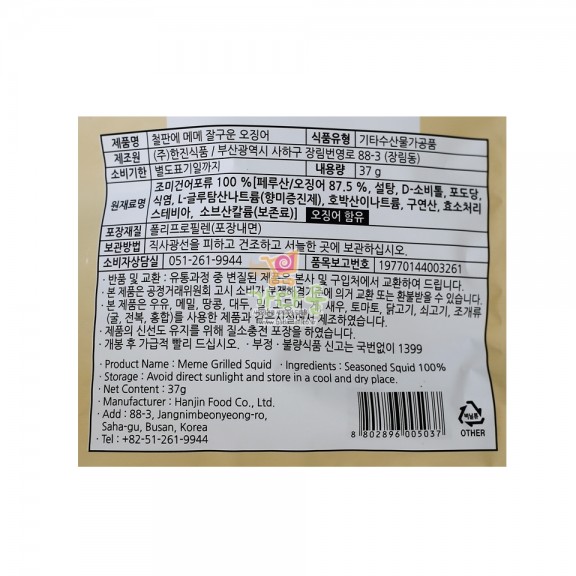 제품명 철판에 메메 잘구운 오징어 식품유형 기타수산물가공품
제조원 (주)한진식품 / 부산광역시 사하구 장림번영로 88-3 (장림동)
소비기한 별도표기일까지 내용량 37 g
원재료명 조미건어포류 100 %[페루산/오징어 87.5 %, 설탕, D-소비톨, 포도당,
식염, L-글루탐산나트륨(향미증진제), 호박산이나트륨, 구연산, 효소처리
스테비아, 소브산칼륨(보존료)] 오징어 함유
포장재질 폴리프로필렌(포장내면)
보관방법 직사광선을 피하고 건조하고 서늘한 곳에 보관하십시오.
소비자상담실 051-261-9944 품목보고번호 19770144003261
· 반품 및 교환 : 유통과정 중 변질된 제품은 본사 및 구입처에서 교환하여 드립니다.
· 본 제품은 공정거래위원회 고시 소비자분쟁해결기준에 의거 교환 또는 환불받을 수 있습니다.
· 본 제품은 우유, 메밀, 땅콩, 대두, 밀, 새우, 토마토, 닭고기, 쇠고기, 조개류
(굴, 전복, 홍합)를 사용한 제품과 같은 제조시설에서 제조하였습니다.
· 제품의 신선도 유지를 위해 질소충전 포장을 하였습니다.
· 개봉 후 가급적 빨리 드십시오. · 부정 · 불량식품 신고는 국번없이 1399
· Product Name : Meme Grilled Squid · Ingredients : Seasoned Squid 100%
· Storage : Avoid direct sunlight and store in a cool and dry place.
· Net Content : 37g
· Manufacturer : Hanjin Food Co., Ltd.
· Add : 88-3, Jangnimbeonyeong-ro,
Saha-gu, Busan, Korea
· Tel : +82-51-261-9944
8 802896 005037
비닐류
OTHER